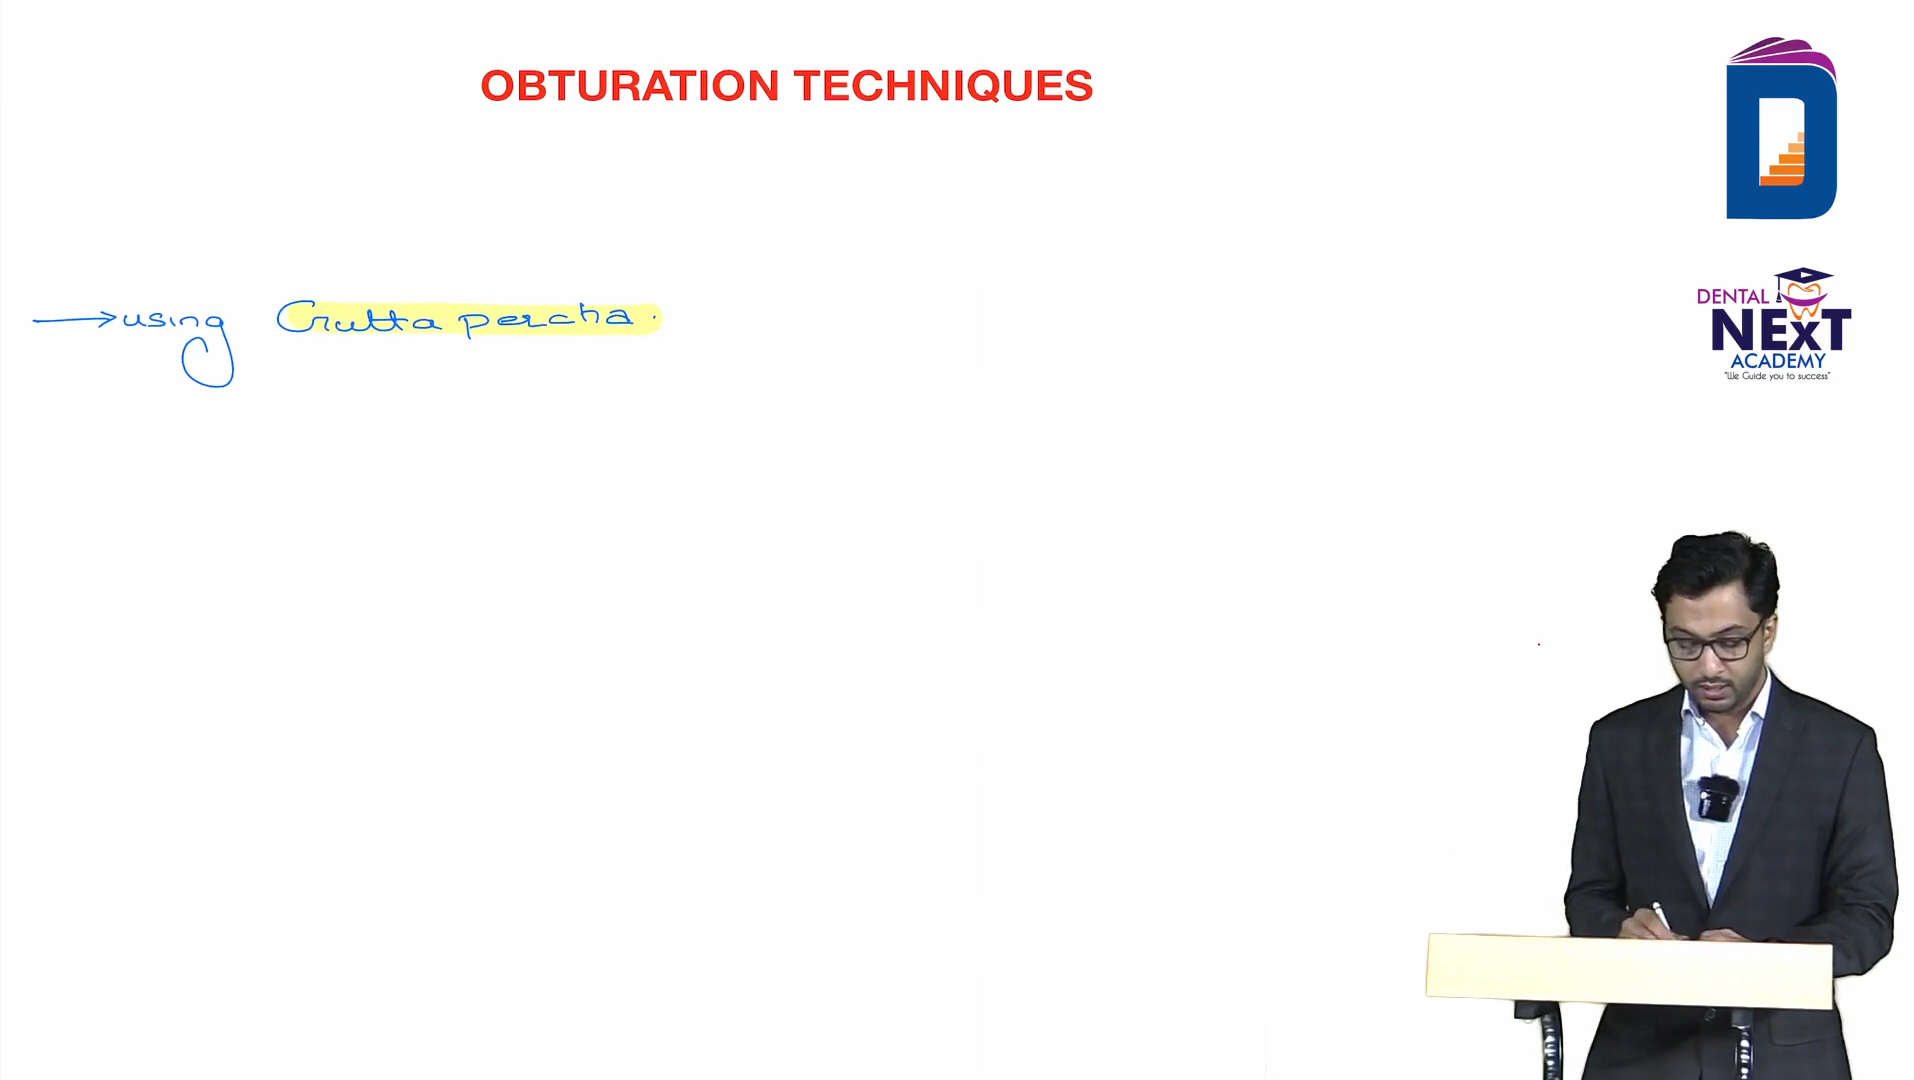 OBTURATION TECHNIQUES
→ using Gutta percha.
DENTAL
NExT
ACADEMY
"We Guide you to success"